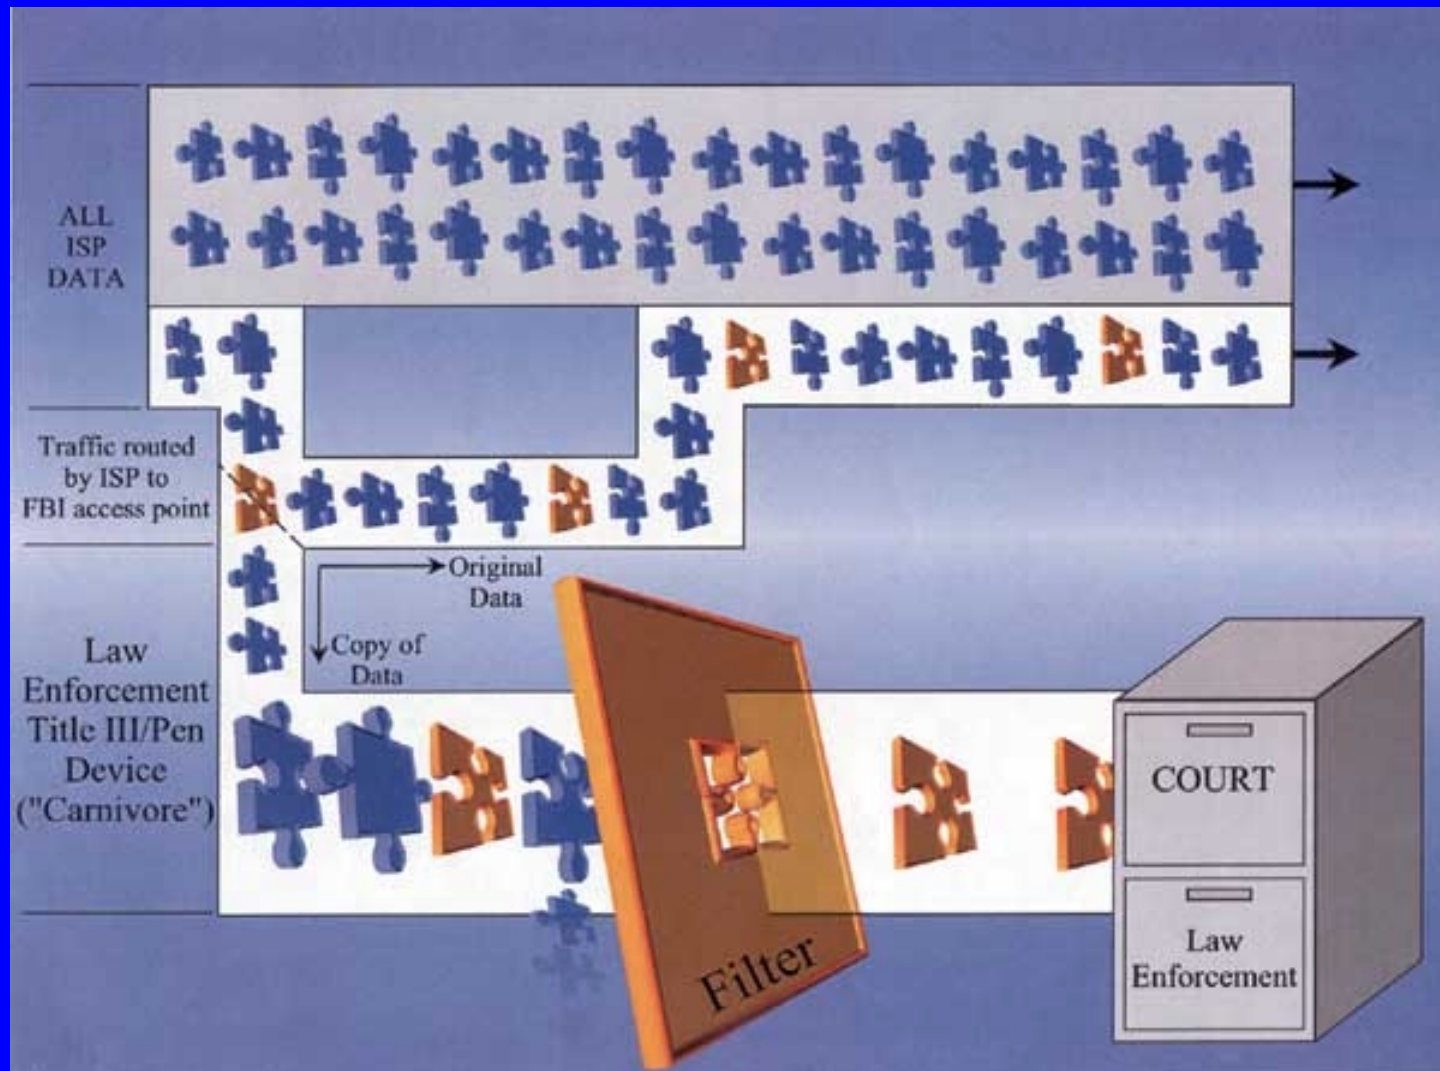 ALL
ISP
DATA
Traffic routed
by ISP to
FBI access point
Original
Data
Copy of
Data
Law
Enforcement
Title III/Pen
Device
("Carnivore")
Filter
COURT
Law
Enforcement